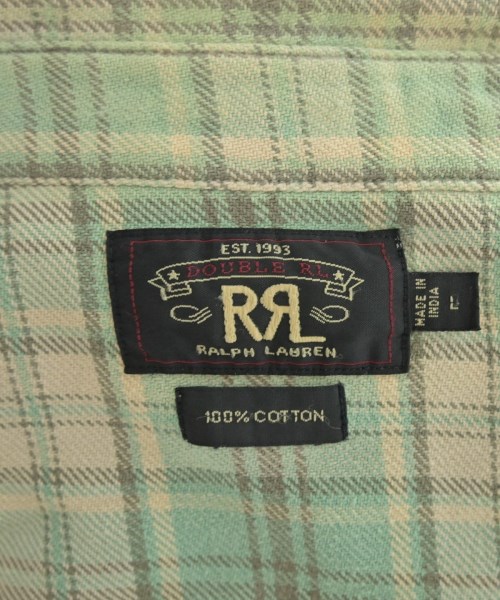 EST. 1993
DOUBLE RL
RRL
RALPH LAUREN
100% COTTON
MADE IN
INDIA